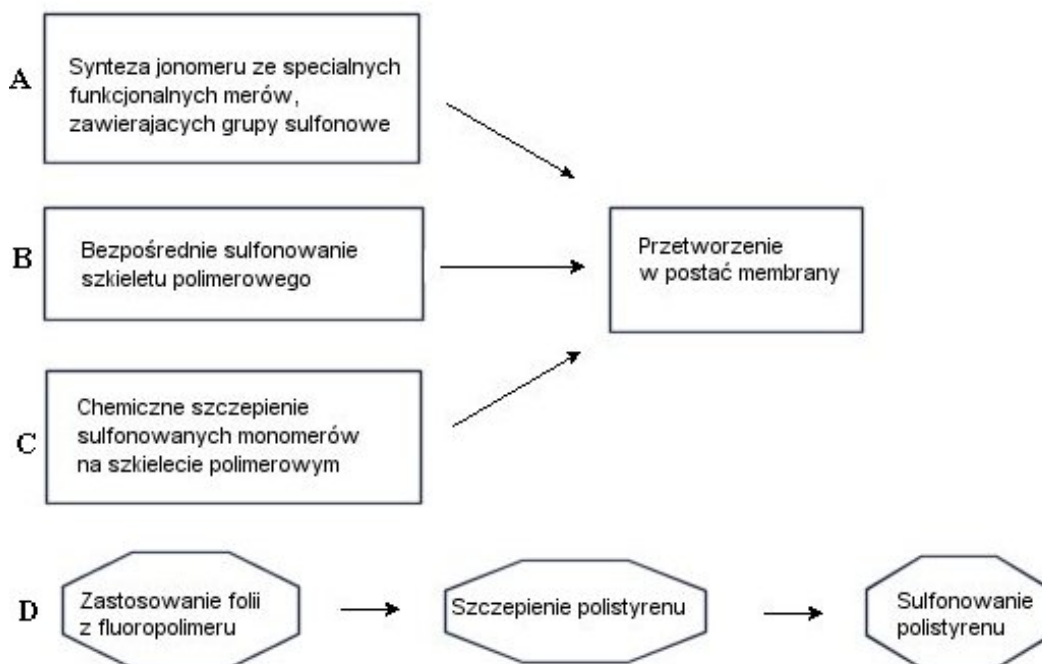 A
Synteza jonomeru ze specialnych
funkcjonalnych merów,
zawierajacych grupy sulfonowe
B
Bezpośrednie sulfonowanie
szkieletu polimerowego
Przetworzenie
w postać membrany
C
Chemiczne szczepienie
sulfonowanych monomerów
na szkielecie polimerowym
D
Zastosowanie folii
z fluoropolimeru
Szczepienie polistyrenu
Sulfonowanie
polistyrenu